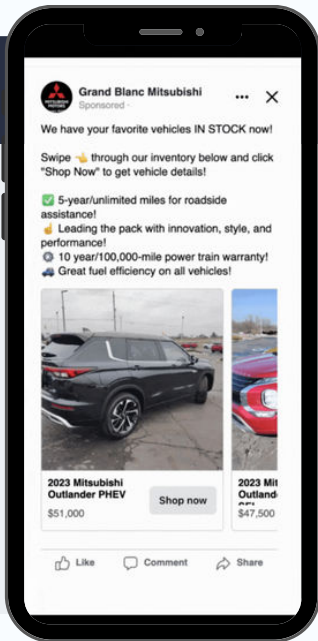 Grand Blanc Mitsubishi
Sponsored ·
We have your favorite vehicles IN STOCK now!
Swipe 👈 through our inventory below and click
"Shop Now" to get vehicle details!
✅ 5-year/unlimited miles for roadside
assistance!
☝️ Leading the pack with innovation, style, and
performance!
⚙️ 10 year/100,000-mile power train warranty!
🚙 Great fuel efficiency on all vehicles!
2023 Mitsubishi
Outlander PHEV
$51,000
Shop now
2023 Mit
Outland
$47,500
Like
Comment
Share